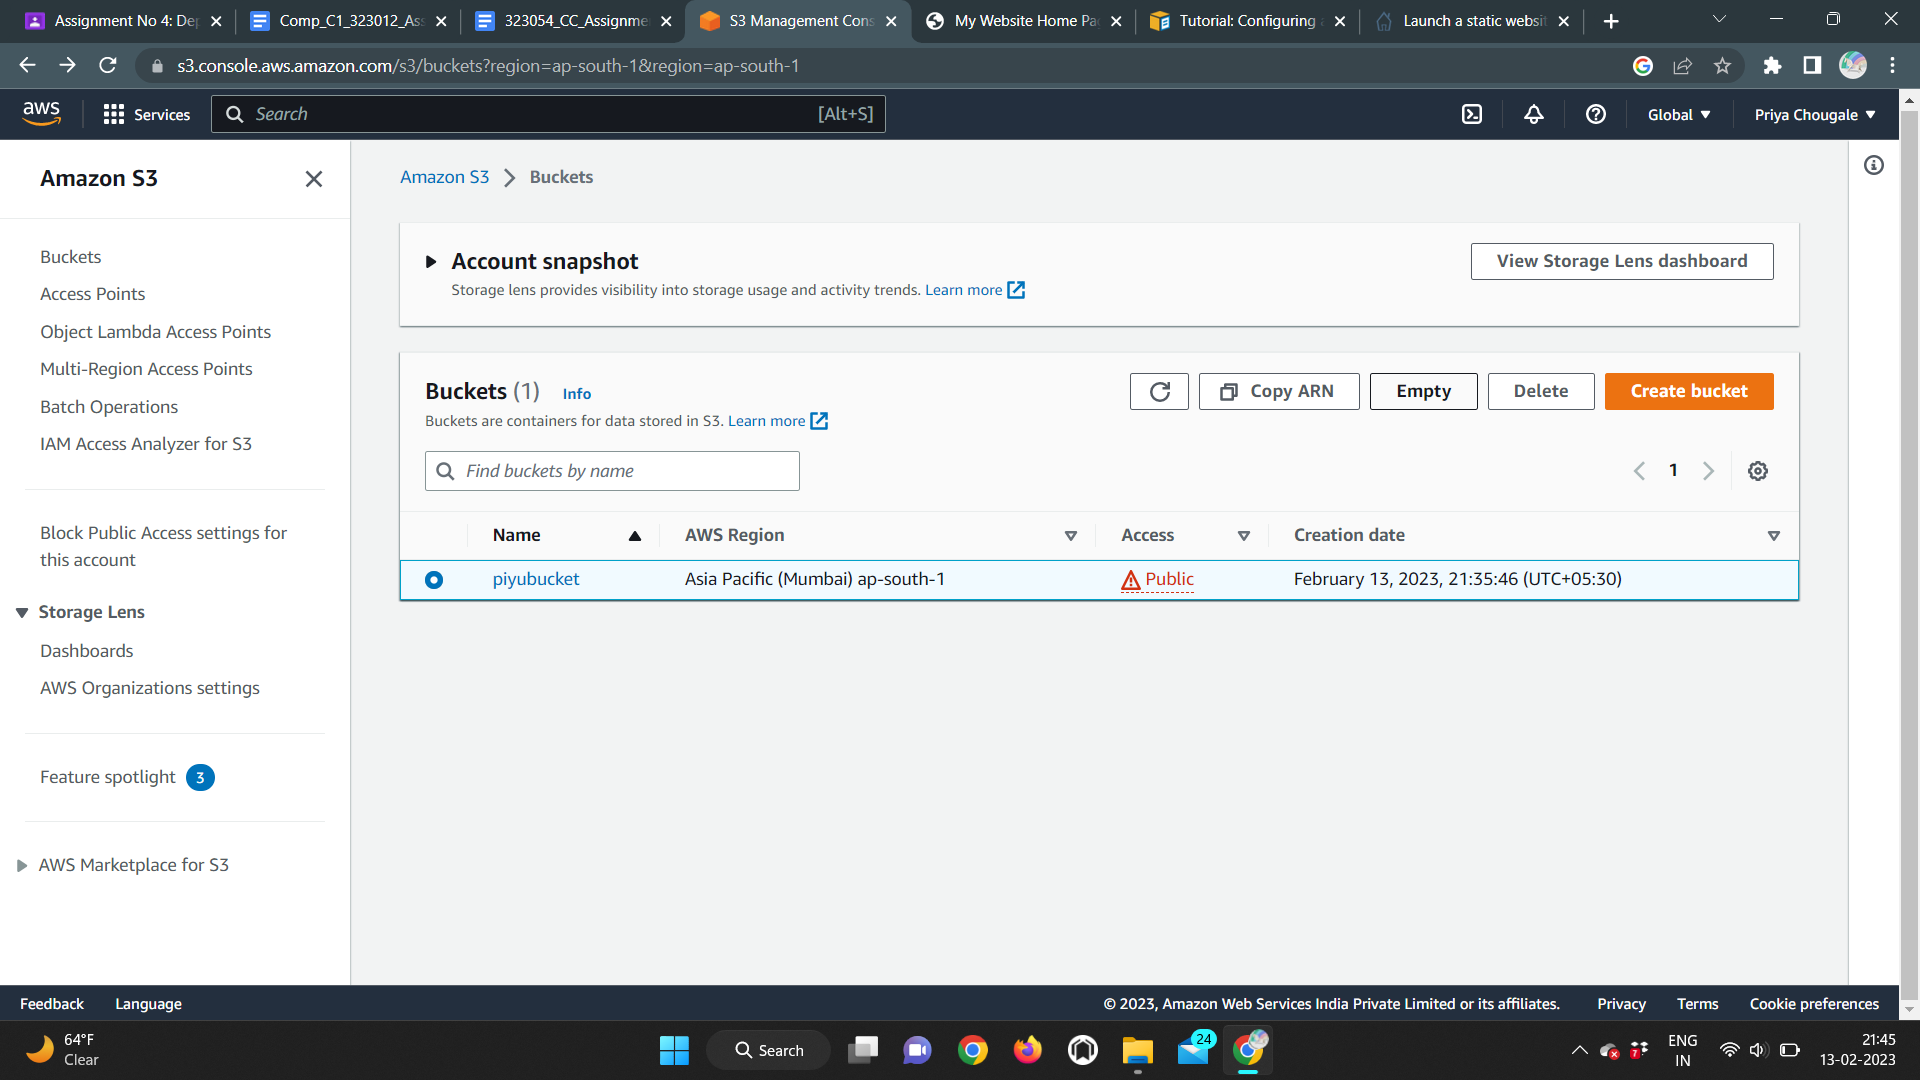 Assignment No 4: De
Comp_C1_323012_Ass
323054_CC_Assignme
S3 Management Cons
My Website Home Pa
Tutorial: Configuring
Launch a static websit
s3.console.aws.amazon.com/s3/buckets?region=ap-south-1&region=ap-south-1
aws
Services
Search
[Alt+S]
Global
Priya Chougale
Amazon S3
Buckets
Access Points
Object Lambda Access Points
Multi-Region Access Points
Batch Operations
IAM Access Analyzer for S3
Block Public Access settings for
this account
Storage Lens
Dashboards
AWS Organizations settings
Feature spotlight 3
AWS Marketplace for S3
Amazon S3 > Buckets
Account snapshot
Storage lens provides visibility into storage usage and activity trends. Learn more
View Storage Lens dashboard
Buckets (1) Info
Buckets are containers for data stored in S3. Learn more
Copy ARN
Empty
Delete
Create bucket
Find buckets by name
1
Name AWS Region Access Creation date
piyubucket Asia Pacific (Mumbai) ap-south-1 Public February 13, 2023, 21:35:46 (UTC+05:30)
Feedback Language
© 2023, Amazon Web Services India Private Limited or its affiliates. Privacy Terms Cookie preferences
64°F
Clear
Search
24
7
ENG
IN
21:45
13-02-2023